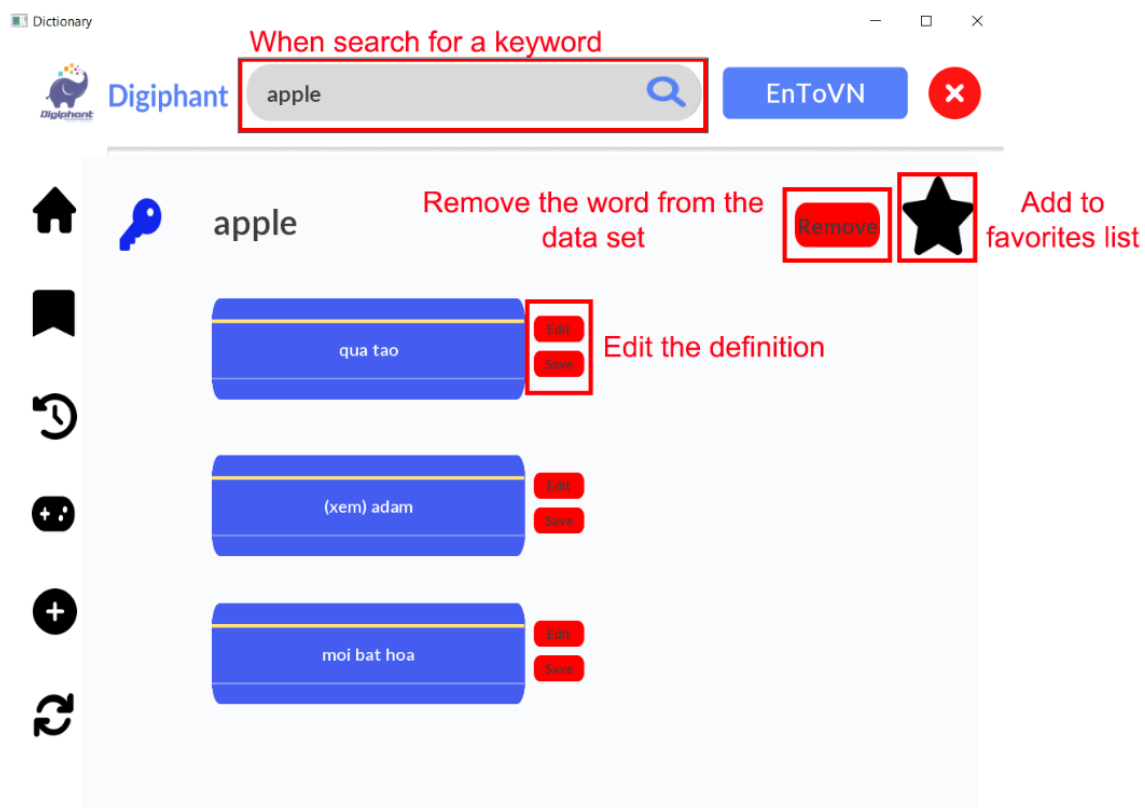 Dictionary
When search for a keyword
Digiphant
Digiphant
apple
EnToVN
apple
Remove the word from the
data set
Remove
Add to
favorites list
qua tao
Edit
Save
Edit the definition
(xem) adam
Edit
Save
moi bat hoa
Edit
Save